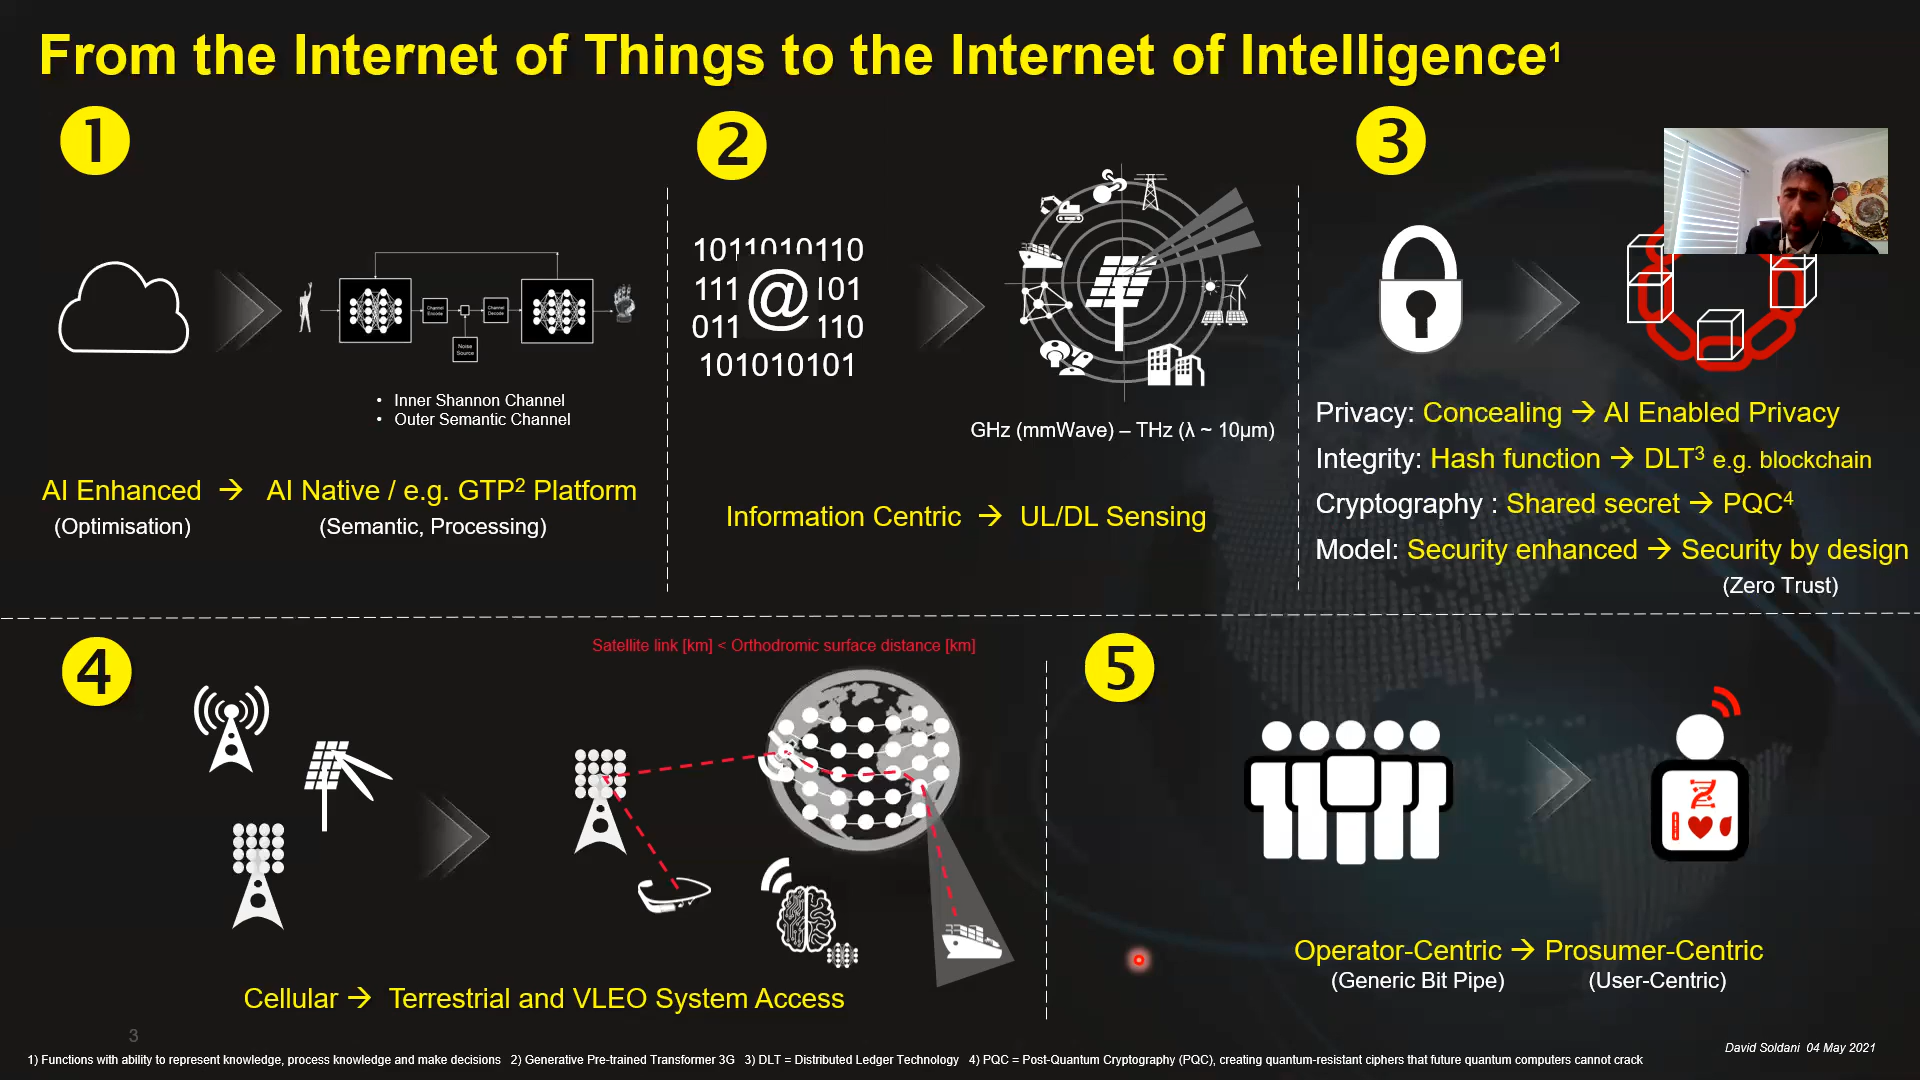 From the Internet of Things to the Internet of Intelligence1
1
2
3
1011010110
111 @ 101
011 110
101010101
Channel Encode
Channel Decode
Noise Source
• Inner Shannon Channel
• Outer Semantic Channel
AI Enhanced → AI Native / e.g. GTP2 Platform
(Optimisation) (Semantic, Processing)
GHz (mmWave) – THz (λ ~ 10µm)
Information Centric → UL/DL Sensing
Privacy: Concealing → AI Enabled Privacy
Integrity: Hash function → DLT3 e.g. blockchain
Cryptography : Shared secret → PQC4
Model: Security enhanced → Security by design
(Zero Trust)
4
Satellite link [km] < Orthodromic surface distance [km]
Cellular → Terrestrial and VLEO System Access
5
Operator-Centric → Prosumer-Centric
(Generic Bit Pipe) (User-Centric)
3
David Soldani 04 May 2021
1) Functions with ability to represent knowledge, process knowledge and make decisions 2) Generative Pre-trained Transformer 3G 3) DLT = Distributed Ledger Technology 4) PQC = Post-Quantum Cryptography (PQC), creating quantum-resistant ciphers that future quantum computers cannot crack